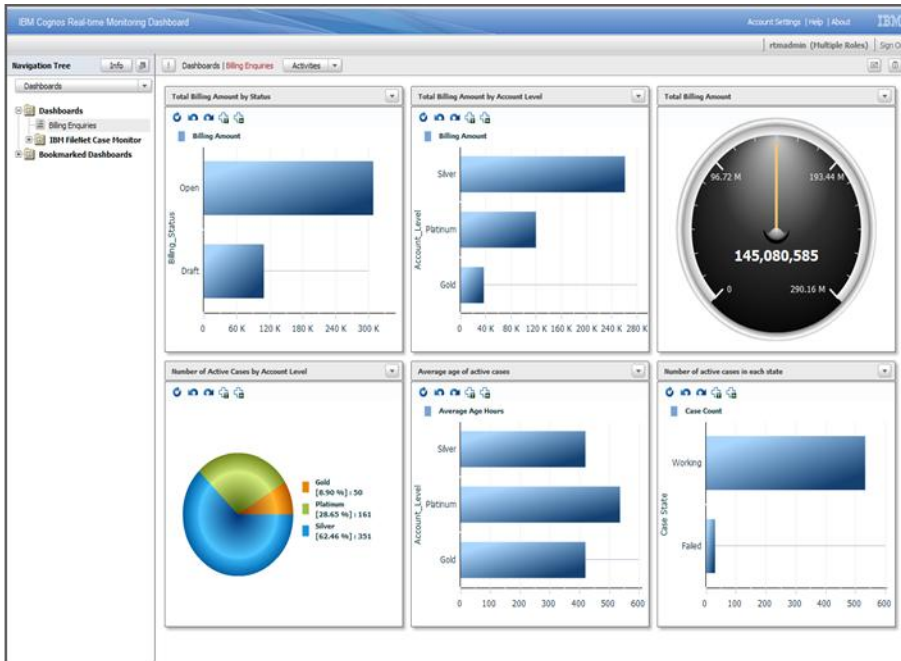 IBM Cognos Real-time Monitoring Dashboard
Account Settings | Help | About
IBM
rtmadmin (Multiple Roles) | Sign O
Navigation Tree
Info
Dashboards | Billing Enquiries
Activities
Dashboards
Dashboards
Billing Enquiries
IBM FileNet Case Monitor
Bookmarked Dashboards
Total Billing Amount by Status
Billing Amount
Billing_Status
Open
Draft
0 60 K 120 K 180 K 240 K 300 K
Total Billing Amount by Account Level
Billing Amount
Account_Level
Silver
Platinum
Gold
0 40 K 80 K 120 K 160 K 200 K 240 K 280 K
Total Billing Amount
96.72 M
193.44 M
145,080,585
0
290.16 M
Number of Active Cases by Account Level
Gold
[8.90 %] : 50
Platinum
[28.65 %] : 161
Silver
[62.46 %] : 351
Average age of active cases
Average Age Hours
Account_Level
Silver
Platinum
Gold
0 100 200 300 400 500 600
Number of active cases in each state
Case Count
Case State
Working
Failed
0 100 200 300 400 500 600